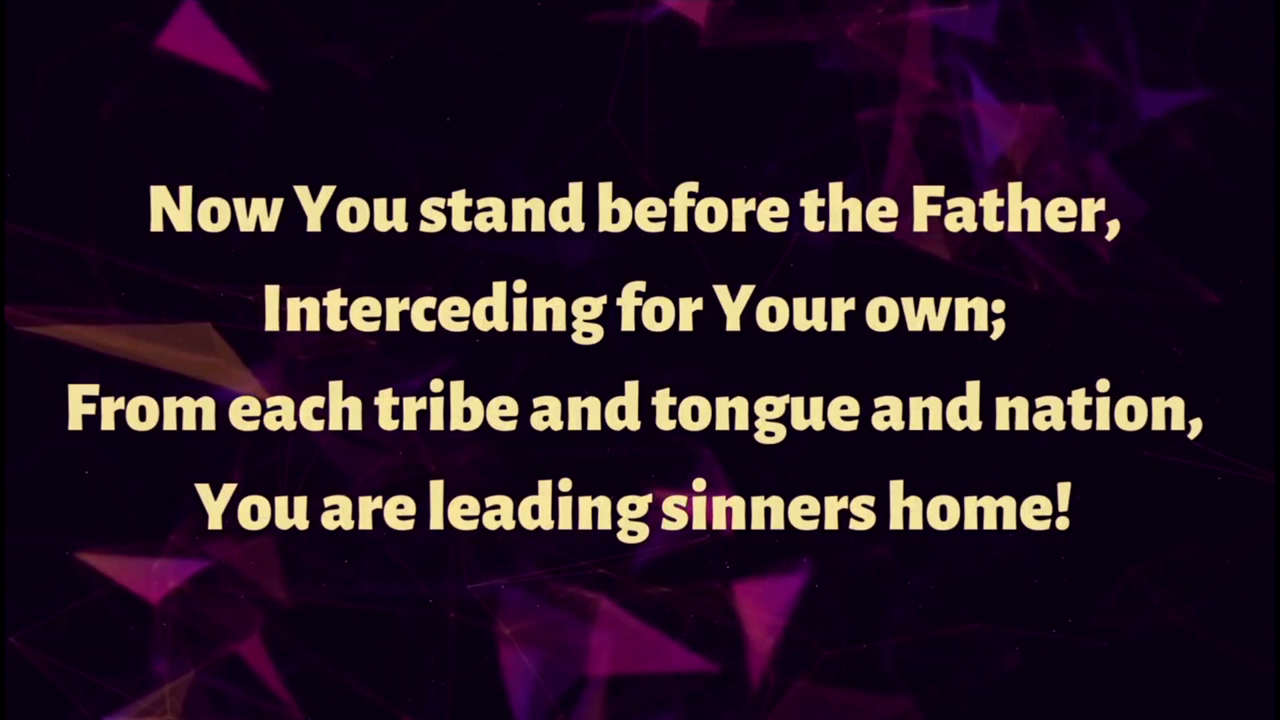 Now You stand before the Father,
Interceding for Your own;
From each tribe and tongue and nation,
You are leading sinners home!